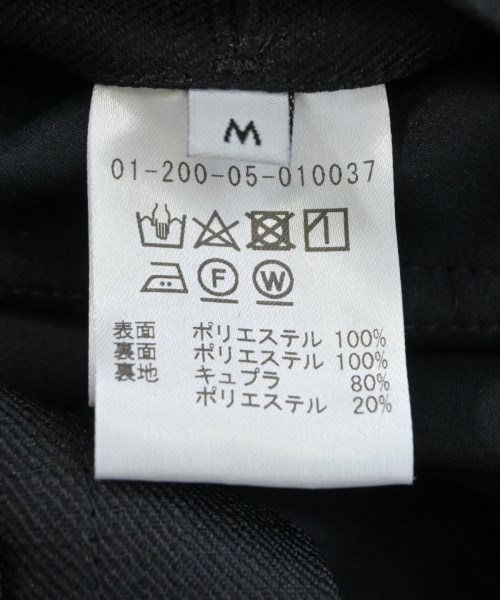 M
01-200-05-010037
F W
表面 ポリエステル 100%
裏面 ポリエステル 100%
裏地 キュプラ 80%
ポリエステル 20%